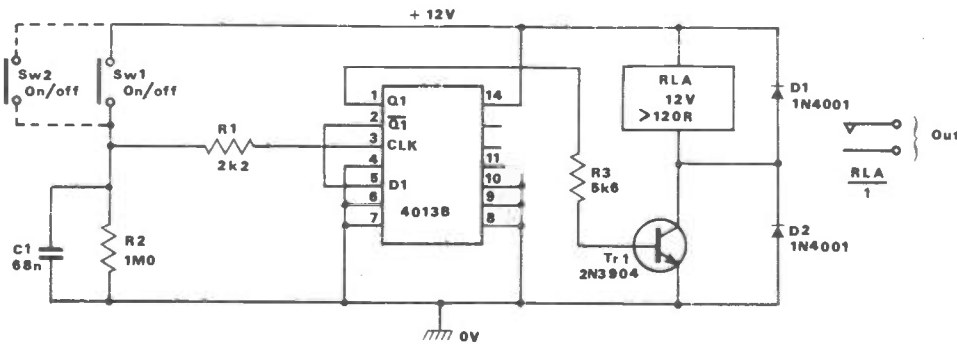 + 12V
Sw2
On/off
Sw1
On/off
R1
2k2
1
2
3
4
5
6
7
Q1
Q1
CLK
D1
4013B
14
11
10
9
8
R3
5k6
RLA
12V
>120R
D1
1N4001
Out
RLA
1
D2
1N4001
Tr1
2N3904
C1
68n
R2
1M0
0V